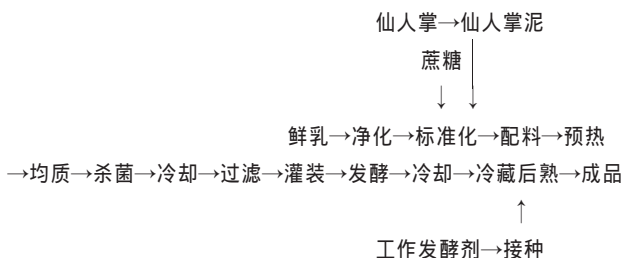 仙人掌→仙人掌泥
蔗糖
↓ ↓
鲜乳→净化→标准化→配料→预热
→均质→杀菌→冷却→过滤→灌装→发酵→冷却→冷藏后熟→成品
↑
工作发酵剂→接种